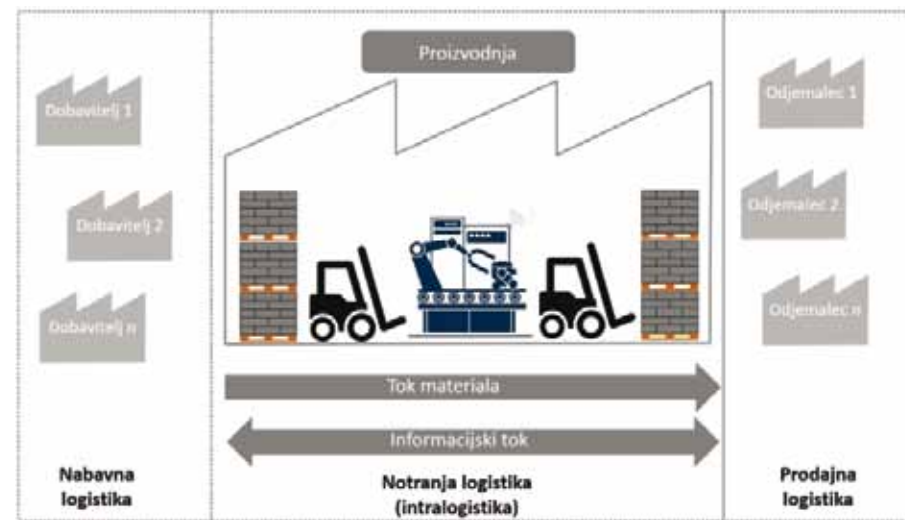 Proizvodnja
Dobavitelj 1
Dobavitelj 2
Dobavitelj n
Odjemalec 1
Odjemalec 2
Odjemalec n
Tok materiala
Informacijski tok
Nabavna
logistika
Notranja logistika
(intralogistika)
Prodajna
logistika